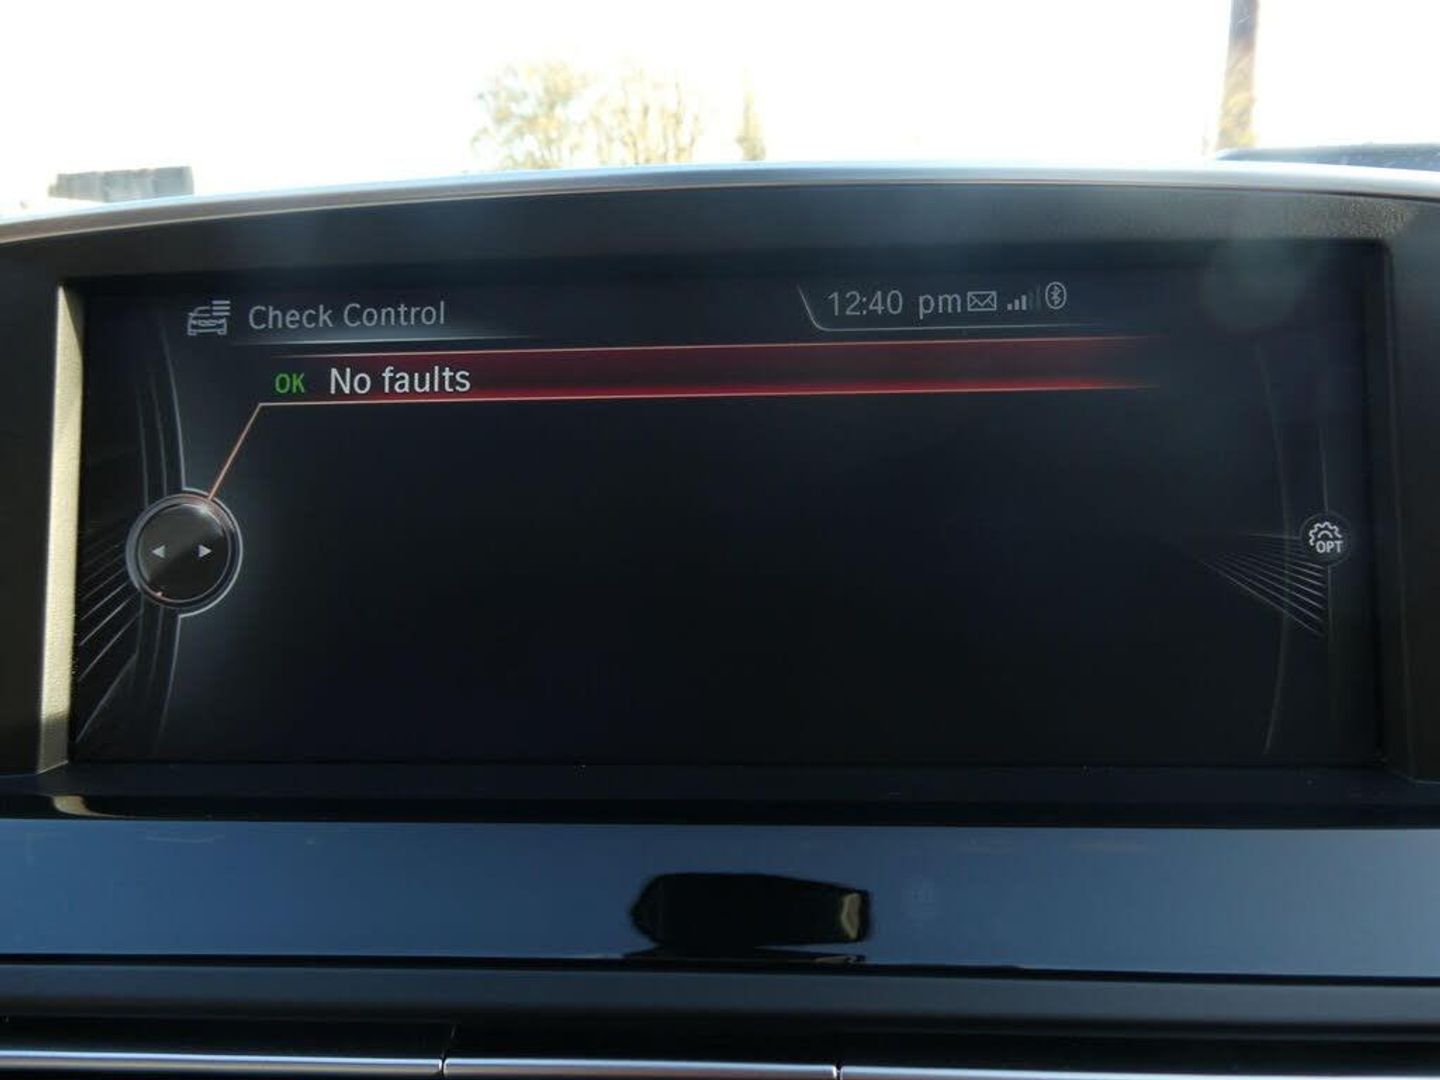 Check Control
12:40 pm
OK No faults
OPT